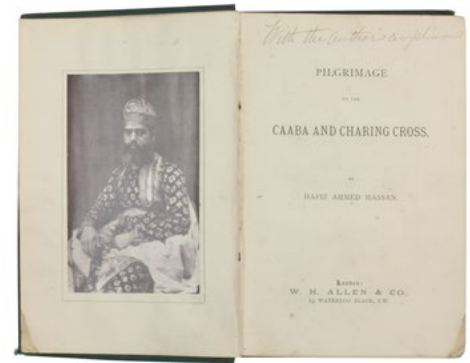 With the author's compliments
PILGRIMAGE
TO THE
CAABA AND CHARING CROSS.
BY
HAFIZ AHMED HASSAN.
London:
W. H. ALLEN & CO.,
13 WATERLOO PLACE, S.W.